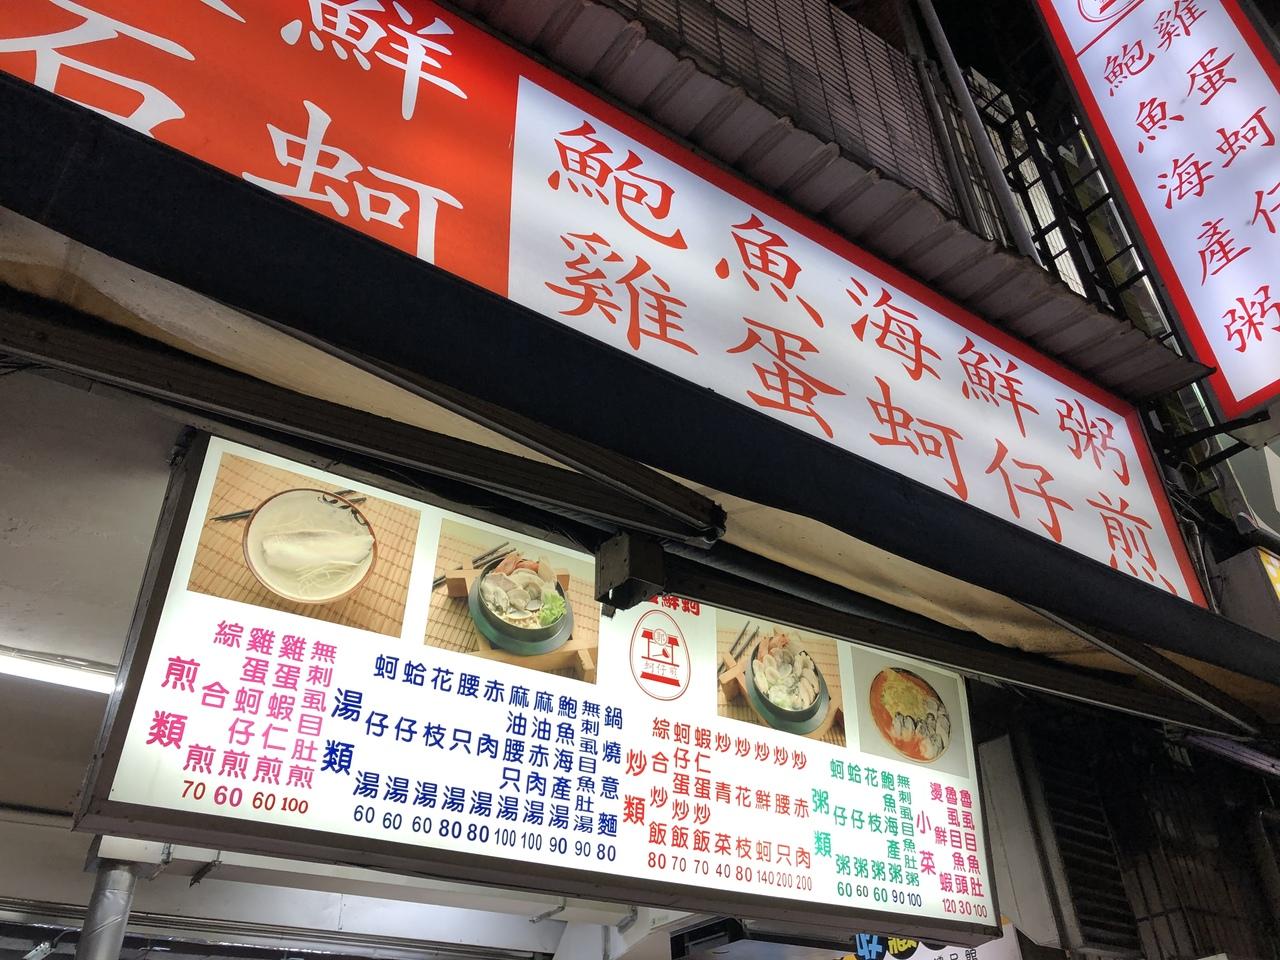 鮮
石蚵
鮑魚海鮮粥
雞蛋蚵仔煎
雞蛋蚵仔
鮑魚海產粥
煎類
綜合煎 70
雞蛋蚵仔煎 60
雞蛋蝦仁煎 60
無刺虱目肚煎 100
湯類
蚵仔湯 60
蛤仔湯 60
花枝湯 60
腰只湯 80
赤肉湯 80
麻油腰只湯 100
麻油赤肉湯 100
鮑魚海產湯 90
無刺虱目魚肚湯 90
鍋燒意麵 80
鮮蚵
蚵仔煎
炒類
綜合炒飯 80
蚵仔蛋炒飯 70
蝦仁蛋炒飯 70
炒青菜 40
炒花枝 80
炒鮮蚵 140
炒腰只 200
炒赤肉 200
粥類
蚵仔粥 60
蛤仔粥 60
花枝粥 60
鮑魚海產粥 90
無刺虱目魚肚粥 100
小菜
燙鮮蝦 120
魯虱目魚頭 30
魯虱目魚肚 100